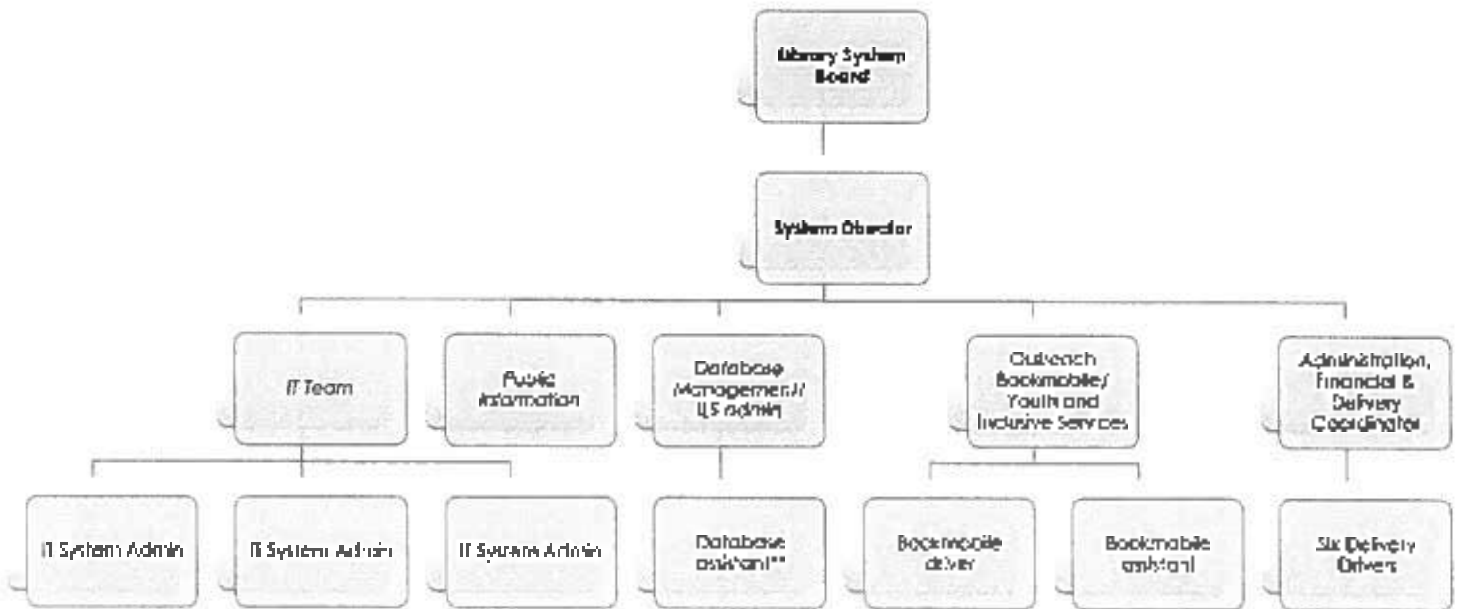 Library System
Board
System Director
IT Team
Public
Information
Database
Management/
ILS admin
Outreach
Bookmobile/
Youth and
Inclusive Services
Administration,
Financial &
Delivery
Coordinator
IT System Admin
IT System Admin
IT System Admin
Database
assistant**
Bookmobile
driver
Bookmobile
assistant
Six Delivery
Drivers